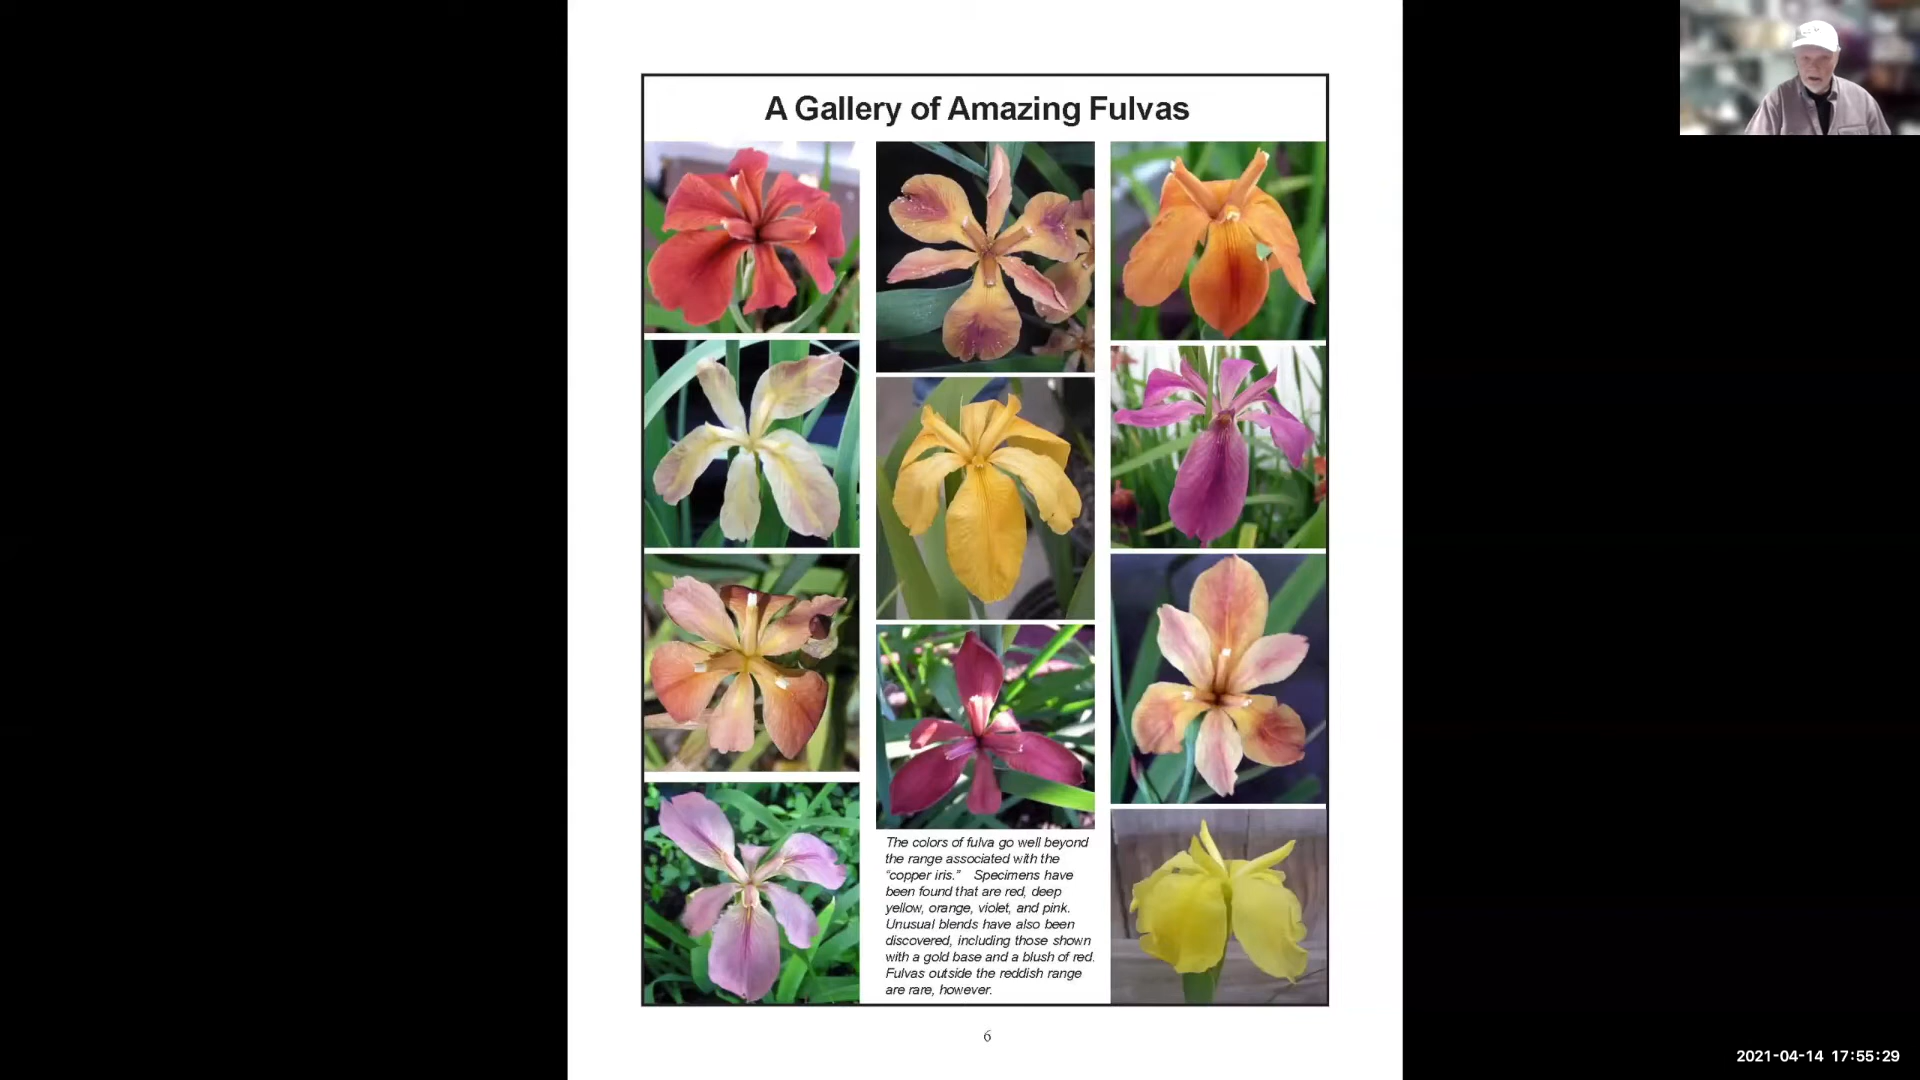 A Gallery of Amazing Fulvas
The colors of fulva go well beyond
the range associated with the
“copper iris.” Specimens have
been found that are red, deep
yellow, orange, violet, and pink.
Unusual blends have also been
discovered, including those shown
with a gold base and a blush of red.
Fulvas outside the reddish range
are rare, however.
6
2021-04-14 17:55:29